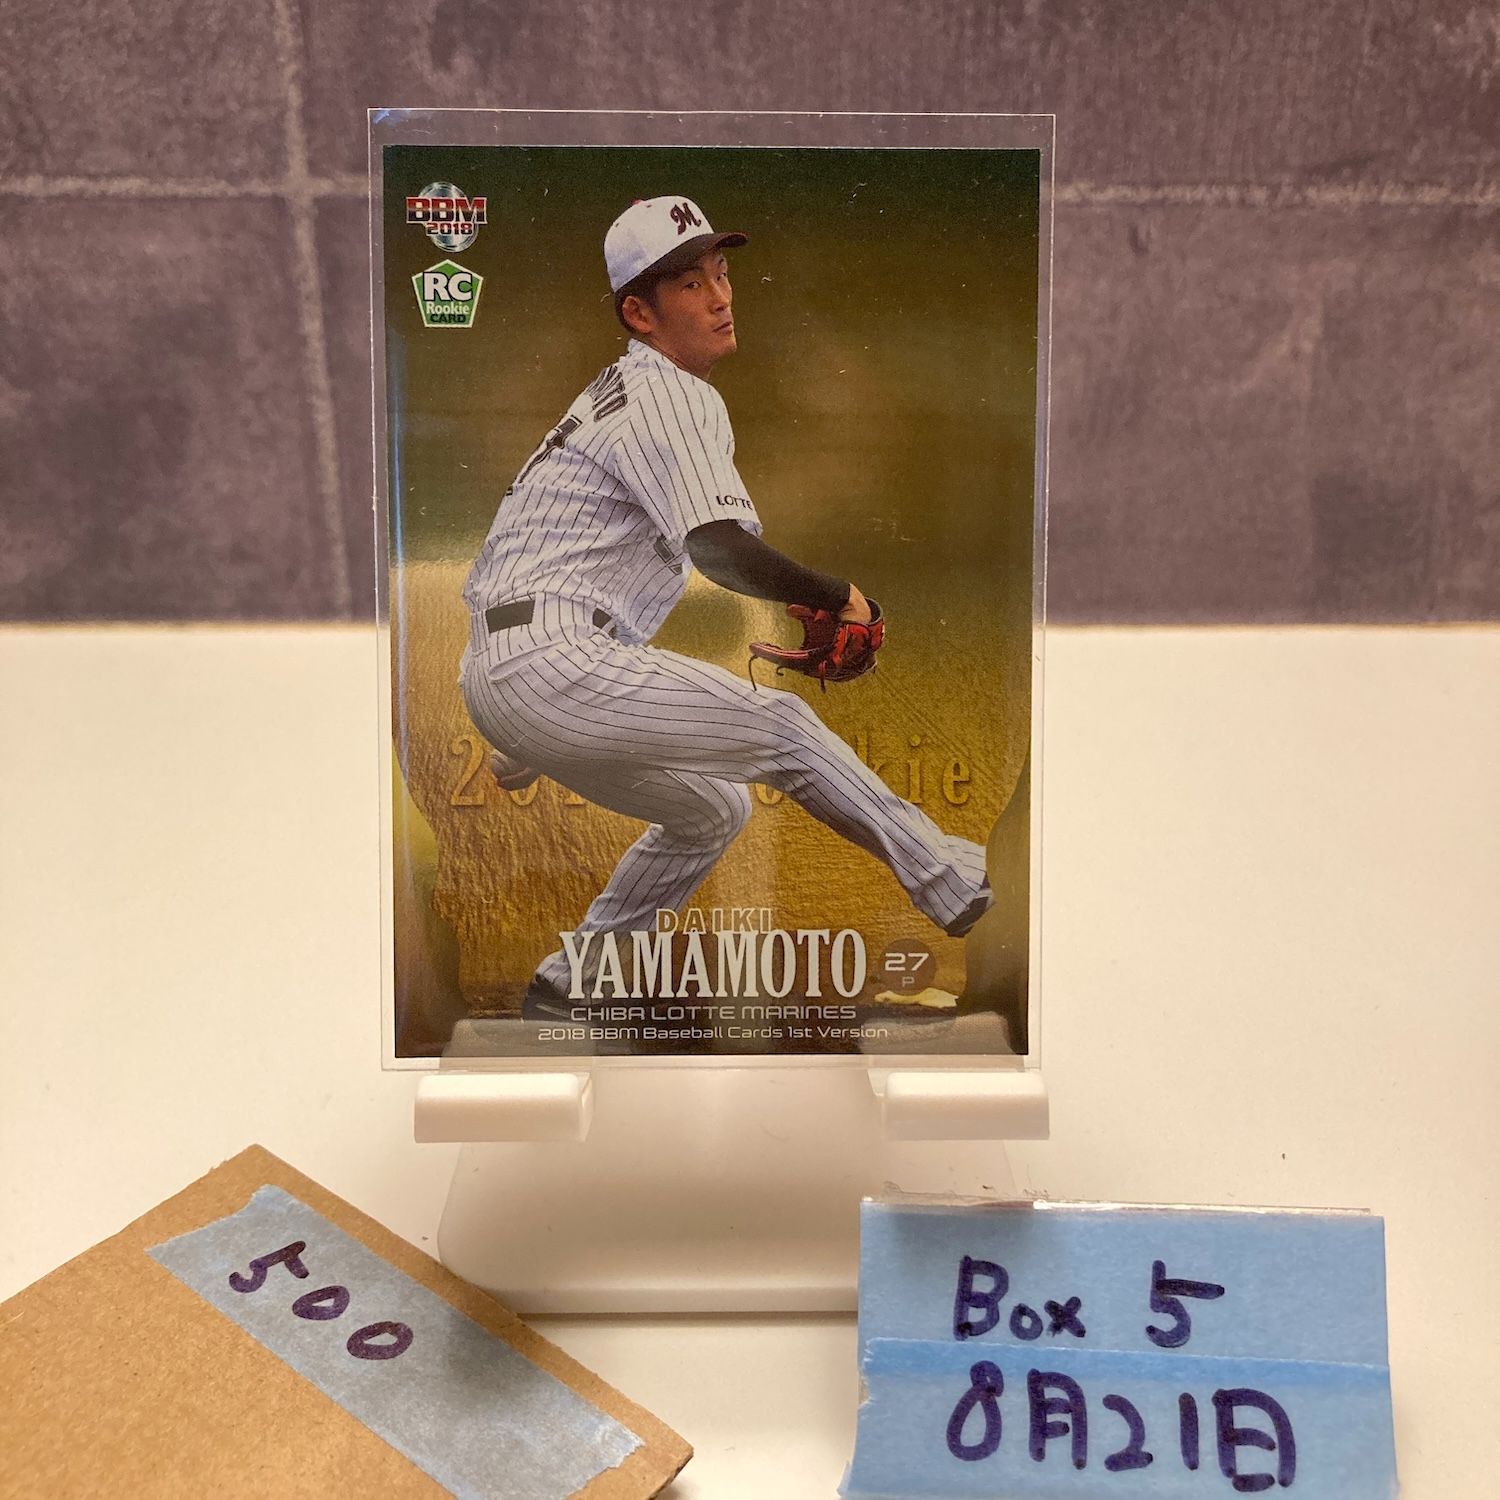 BBM
2018
RC
Rookie
CARD
M
27
LOTTE
DAIKI
YAMAMOTO
27
P
CHIBA LOTTE MARINES
2018 BBM Baseball Cards 1st Version
500
Box 5
8月21日